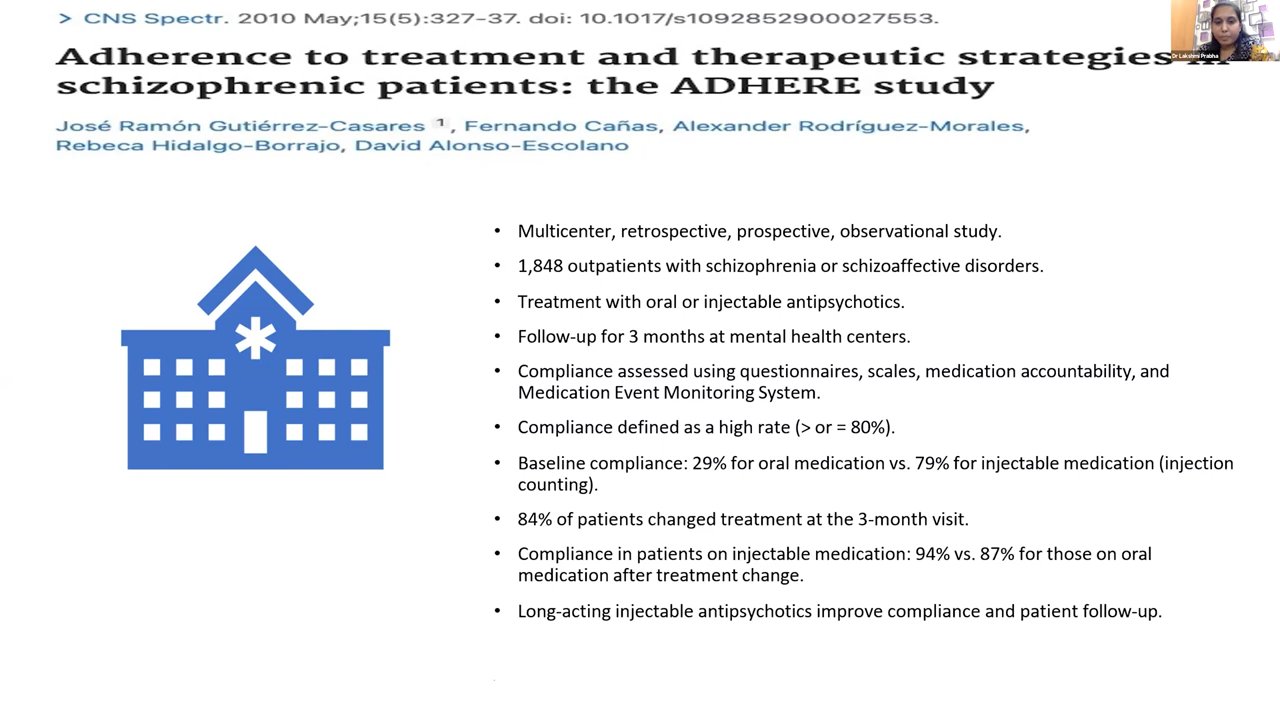 > CNS Spectr. 2010 May;15(5):327-37. doi: 10.1017/s1092852900027553.
Adherence to treatment and therapeutic strategies in
schizophrenic patients: the ADHERE study
José Ramón Gutiérrez-Casares 1, Fernando Cañas, Alexander Rodríguez-Morales,
Rebeca Hidalgo-Borrajo, David Alonso-Escolano
Dr Lakshmi Prabha
• Multicenter, retrospective, prospective, observational study.
• 1,848 outpatients with schizophrenia or schizoaffective disorders.
• Treatment with oral or injectable antipsychotics.
• Follow-up for 3 months at mental health centers.
• Compliance assessed using questionnaires, scales, medication accountability, and
Medication Event Monitoring System.
• Compliance defined as a high rate (> or = 80%).
• Baseline compliance: 29% for oral medication vs. 79% for injectable medication (injection
counting).
• 84% of patients changed treatment at the 3-month visit.
• Compliance in patients on injectable medication: 94% vs. 87% for those on oral
medication after treatment change.
• Long-acting injectable antipsychotics improve compliance and patient follow-up.